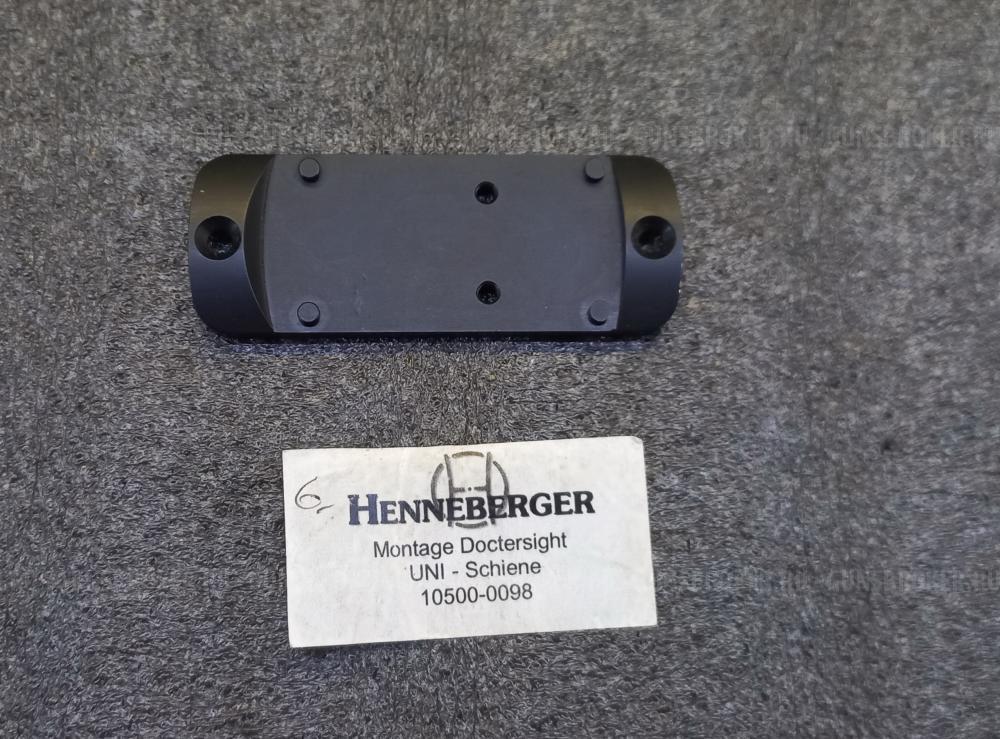 6,-
HENNEBERGER
Montage Doctersight
UNI - Schiene
10500-0098